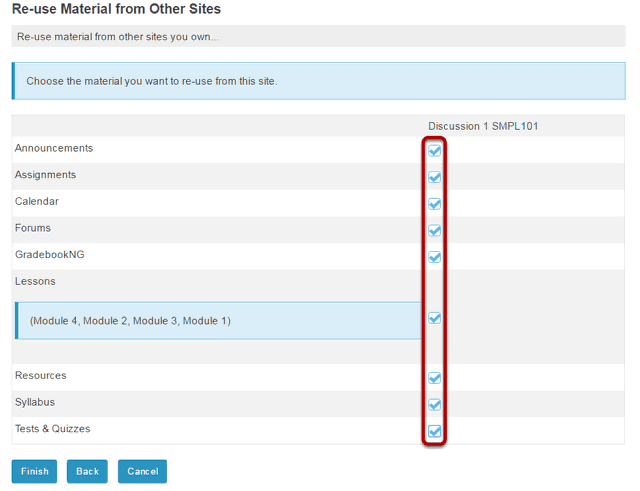 Re-use Material from Other Sites
Re-use material from other sites you own...
Choose the material you want to re-use from this site.
Discussion 1 SMPL101
Announcements
Assignments
Calendar
Forums
GradebookNG
Lessons
(Module 4, Module 2, Module 3, Module 1)
Resources
Syllabus
Tests & Quizzes
Finish Back Cancel